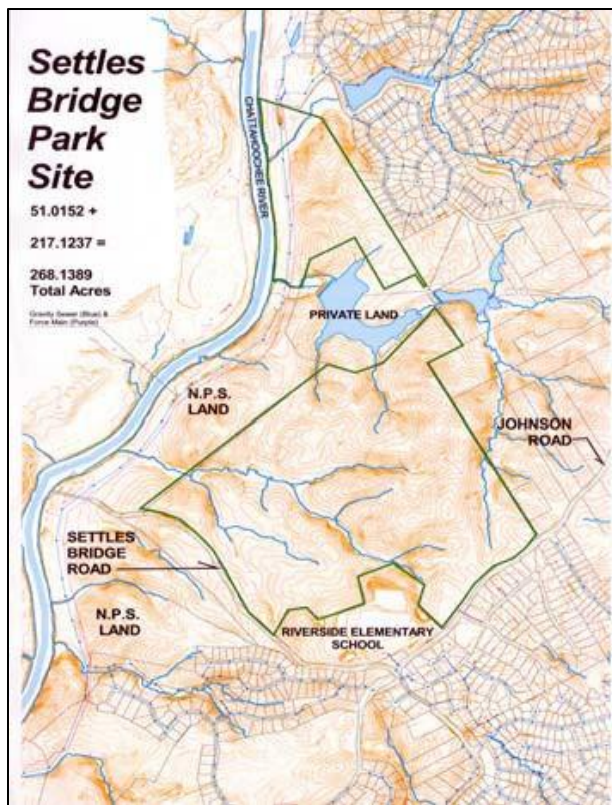 Settles
Bridge
Park
Site
51.0152 +
217.1237 =
268.1389
Total Acres
Gravity Sewer (Blue) &
Force Main (Purple)
CHATTAHOOCHEE RIVER
PRIVATE LAND
N.P.S.
LAND
JOHNSON
ROAD
SETTLES
BRIDGE
ROAD
N.P.S.
LAND
RIVERSIDE ELEMENTARY
SCHOOL